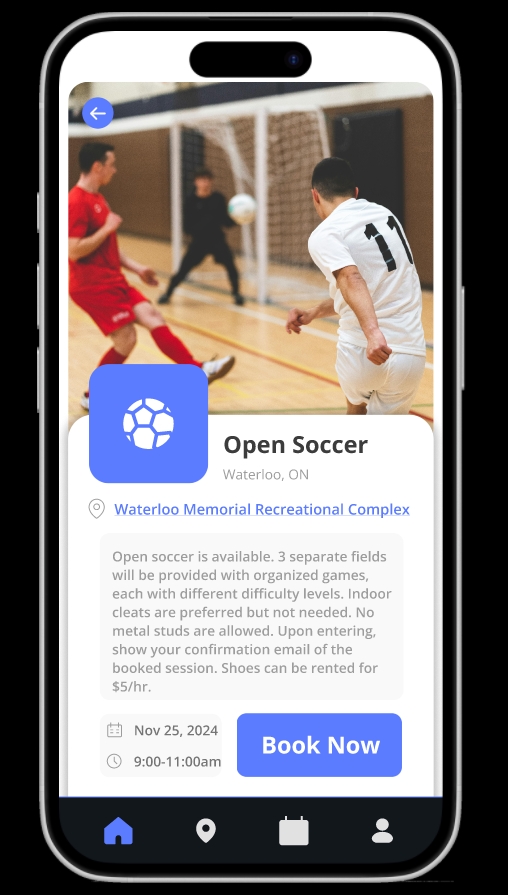 11
Open Soccer
Waterloo, ON
Waterloo Memorial Recreational Complex
Open soccer is available. 3 separate fields
will be provided with organized games,
each with different difficulty levels. Indoor
cleats are preferred but not needed. No
metal studs are allowed. Upon entering,
show your confirmation email of the
booked session. Shoes can be rented for
$5/hr.
Nov 25, 2024
9:00-11:00am
Book Now